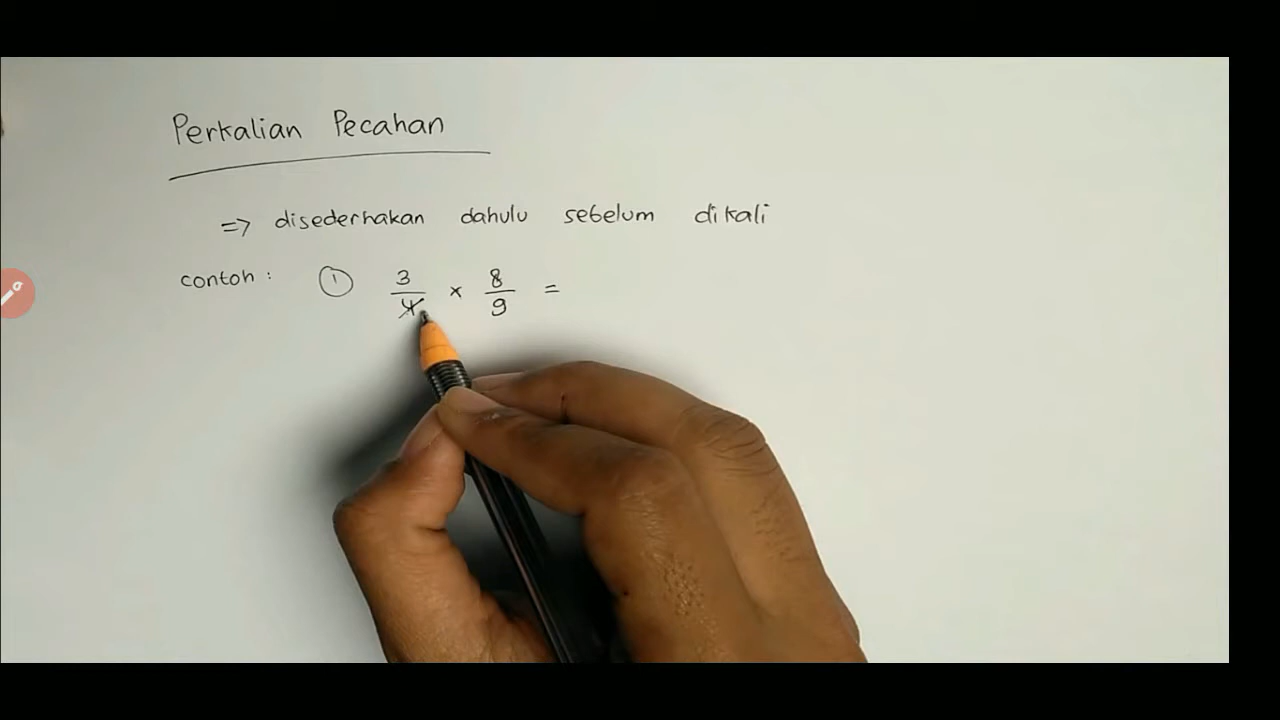 Perkalian Pecahan
=> disederhakan dahulu sebelum dikali
contoh : ① 3/4 × 8/9 =